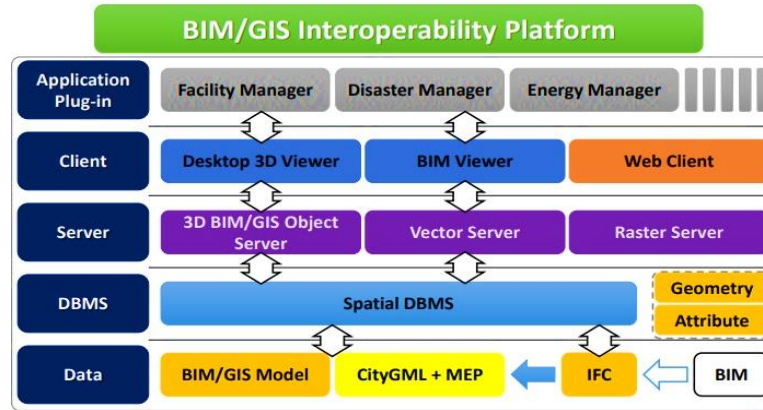 BIM/GIS Interoperability Platform
Application
Plug-in
Facility Manager
Disaster Manager
Energy Manager
Client
Desktop 3D Viewer
BIM Viewer
Web Client
Server
3D BIM/GIS Object
Server
Vector Server
Raster Server
DBMS
Spatial DBMS
Geometry
Attribute
Data
BIM/GIS Model
CityGML + MEP
IFC
BIM